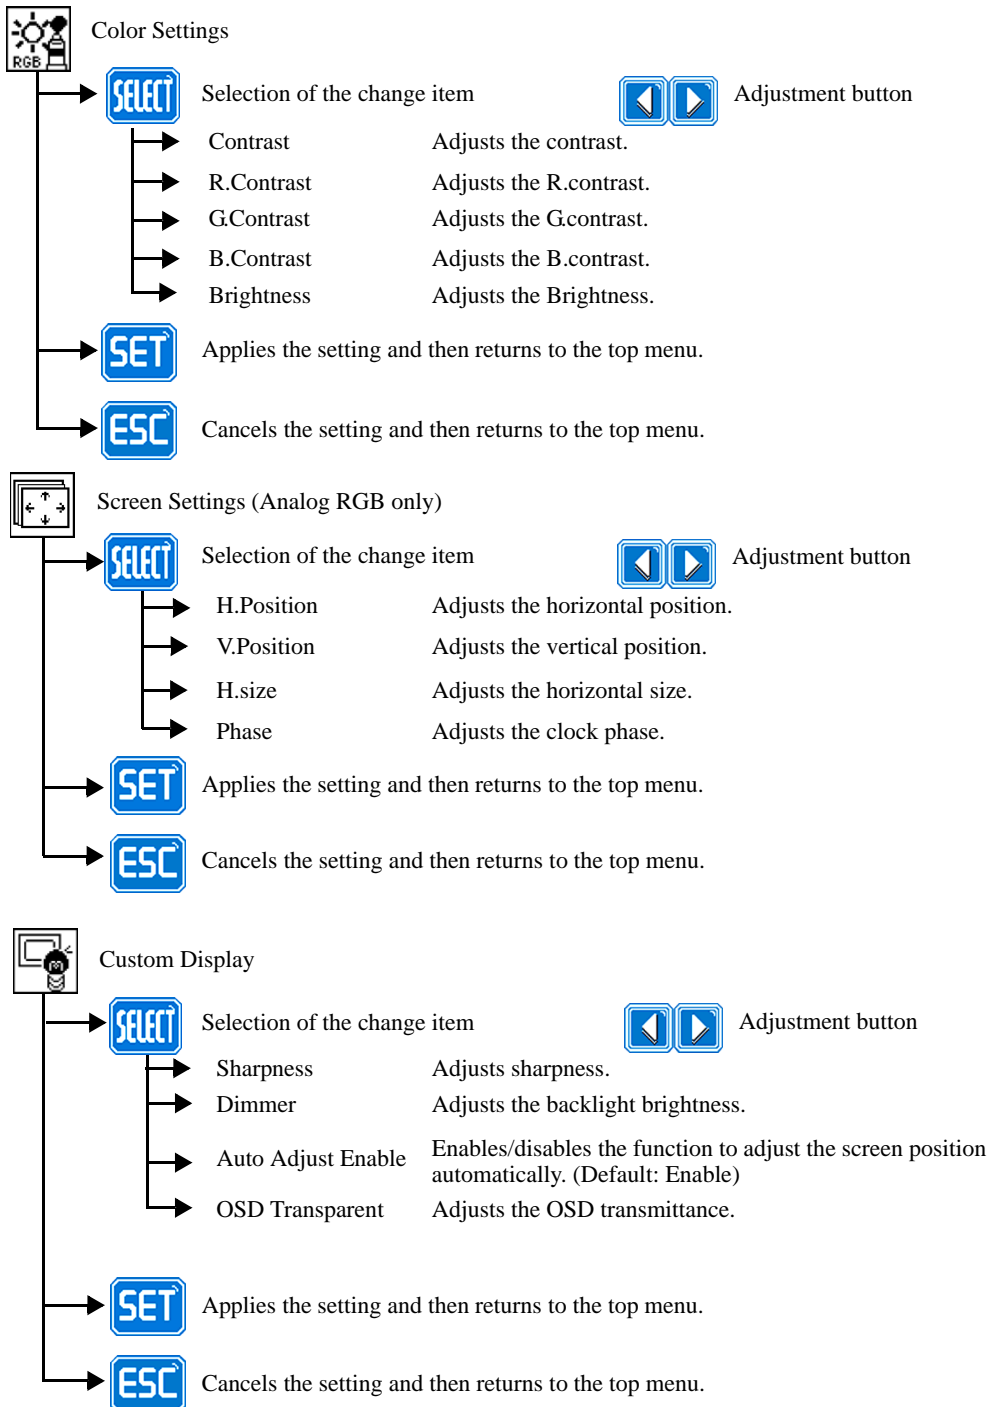 RGB
Color Settings
SELECT Selection of the change item Adjustment button
Contrast Adjusts the contrast.
R.Contrast Adjusts the R.contrast.
G.Contrast Adjusts the G.contrast.
B.Contrast Adjusts the B.contrast.
Brightness Adjusts the Brightness.
SET Applies the setting and then returns to the top menu.
ESC Cancels the setting and then returns to the top menu.
Screen Settings (Analog RGB only)
SELECT Selection of the change item Adjustment button
H.Position Adjusts the horizontal position.
V.Position Adjusts the vertical position.
H.size Adjusts the horizontal size.
Phase Adjusts the clock phase.
SET Applies the setting and then returns to the top menu.
ESC Cancels the setting and then returns to the top menu.
Custom Display
SELECT Selection of the change item Adjustment button
Sharpness Adjusts sharpness.
Dimmer Adjusts the backlight brightness.
Auto Adjust Enable Enables/disables the function to adjust the screen position
automatically. (Default: Enable)
OSD Transparent Adjusts the OSD transmittance.
SET Applies the setting and then returns to the top menu.
ESC Cancels the setting and then returns to the top menu.